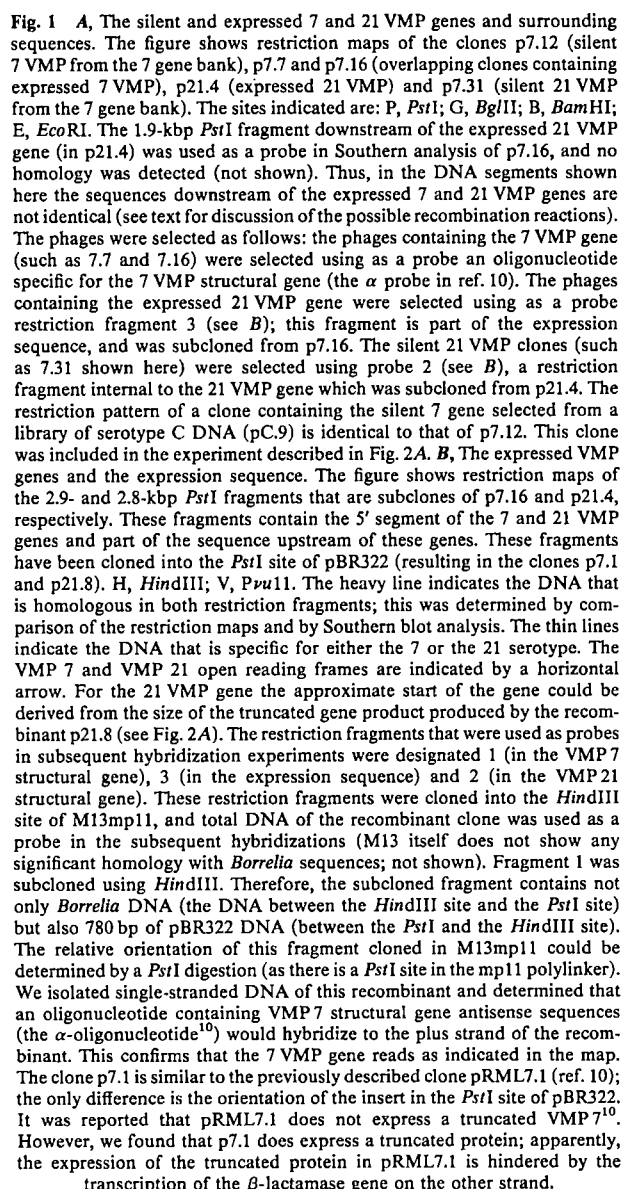 Fig. 1 A, The silent and expressed 7 and 21 VMP genes and surrounding
sequences. The figure shows restriction maps of the clones p7.12 (silent
7 VMP from the 7 gene bank), p7.7 and p7.16 (overlapping clones containing
expressed 7 VMP), p21.4 (expressed 21 VMP) and p7.31 (silent 21 VMP
from the 7 gene bank). The sites indicated are: P, PstI; G, BglII; B, BamHI;
E, EcoRI. The 1.9-kbp PstI fragment downstream of the expressed 21 VMP
gene (in p21.4) was used as a probe in Southern analysis of p7.16, and no
homology was detected (not shown). Thus, in the DNA segments shown
here the sequences downstream of the expressed 7 and 21 VMP genes are
not identical (see text for discussion of the possible recombination reactions).
The phages were selected as follows: the phages containing the 7 VMP gene
(such as 7.7 and 7.16) were selected using as a probe an oligonucleotide
specific for the 7 VMP structural gene (the α probe in ref. 10). The phages
containing the expressed 21 VMP gene were selected using as a probe
restriction fragment 3 (see B); this fragment is part of the expression
sequence, and was subcloned from p7.16. The silent 21 VMP clones (such
as 7.31 shown here) were selected using probe 2 (see B), a restriction
fragment internal to the 21 VMP gene which was subcloned from p21.4. The
restriction pattern of a clone containing the silent 7 gene selected from a
library of serotype C DNA (pC.9) is identical to that of p7.12. This clone
was included in the experiment described in Fig. 2A. B, The expressed VMP
genes and the expression sequence. The figure shows restriction maps of
the 2.9- and 2.8-kbp PstI fragments that are subclones of p7.16 and p21.4,
respectively. These fragments contain the 5′ segment of the 7 and 21 VMP
genes and part of the sequence upstream of these genes. These fragments
have been cloned into the PstI site of pBR322 (resulting in the clones p7.1
and p21.8). H, HindIII; V, Pvu11. The heavy line indicates the DNA that
is homologous in both restriction fragments; this was determined by com-
parison of the restriction maps and by Southern blot analysis. The thin lines
indicate the DNA that is specific for either the 7 or the 21 serotype. The
VMP 7 and VMP 21 open reading frames are indicated by a horizontal
arrow. For the 21 VMP gene the approximate start of the gene could be
derived from the size of the truncated gene product produced by the recom-
binant p21.8 (see Fig. 2A). The restriction fragments that were used as probes
in subsequent hybridization experiments were designated 1 (in the VMP 7
structural gene), 3 (in the expression sequence) and 2 (in the VMP 21
structural gene). These restriction fragments were cloned into the HindIII
site of M13mp11, and total DNA of the recombinant clone was used as a
probe in the subsequent hybridizations (M13 itself does not show any
significant homology with Borrelia sequences; not shown). Fragment 1 was
subcloned using HindIII. Therefore, the subcloned fragment contains not
only Borrelia DNA (the DNA between the HindIII site and the PstI site)
but also 780 bp of pBR322 DNA (between the PstI and the HindIII site).
The relative orientation of this fragment cloned in M13mp11 could be
determined by a PstI digestion (as there is a PstI site in the mp11 polylinker).
We isolated single-stranded DNA of this recombinant and determined that
an oligonucleotide containing VMP 7 structural gene antisense sequences
(the α-oligonucleotide¹⁰) would hybridize to the plus strand of the recom-
binant. This confirms that the 7 VMP gene reads as indicated in the map.
The clone p7.1 is similar to the previously described clone pRML7.1 (ref. 10);
the only difference is the orientation of the insert in the PstI site of pBR322.
It was reported that pRML7.1 does not express a truncated VMP 7¹⁰.
However, we found that p7.1 does express a truncated protein; apparently,
the expression of the truncated protein in pRML7.1 is hindered by the
transcription of the β-lactamase gene on the other strand.